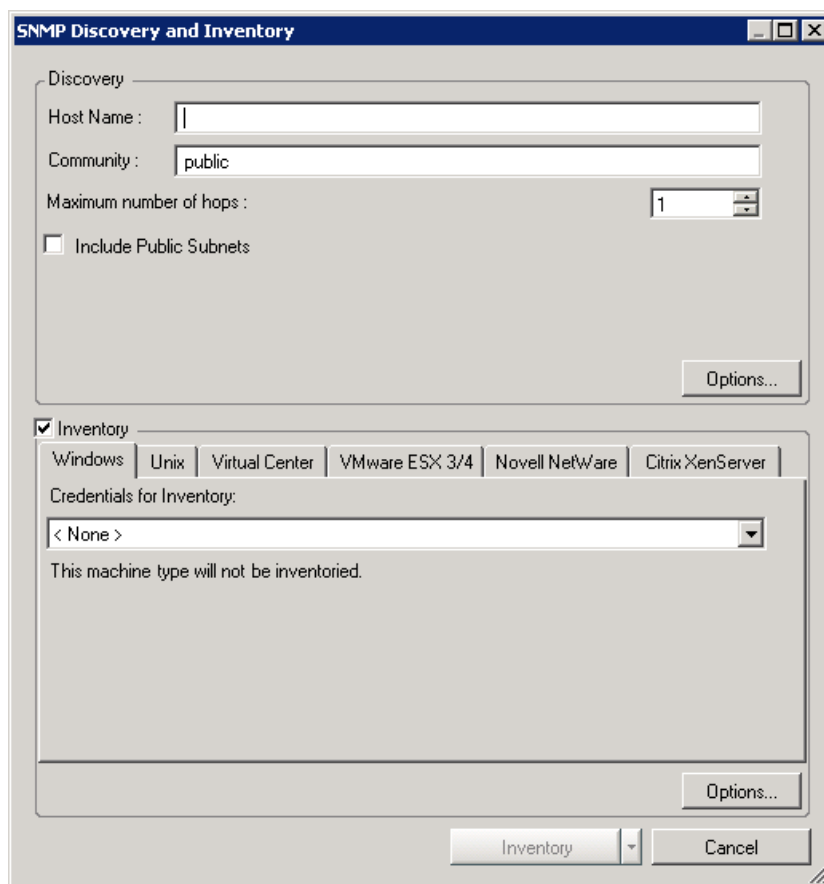 SNMP Discovery and Inventory
Discovery
Host Name :
Community : public
Maximum number of hops : 1
Include Public Subnets
Options...
Inventory
Windows Unix Virtual Center VMware ESX 3/4 Novell NetWare Citrix XenServer
Credentials for Inventory:
< None >
This machine type will not be inventoried.
Options...
Inventory Cancel